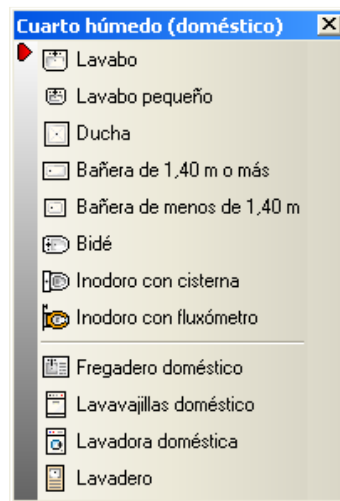 Cuarto húmedo (doméstico)
Lavabo
Lavabo pequeño
Ducha
Bañera de 1,40 m o más
Bañera de menos de 1,40 m
Bidé
Inodoro con cisterna
Inodoro con fluxómetro
Fregadero doméstico
Lavavajillas doméstico
Lavadora doméstica
Lavadero